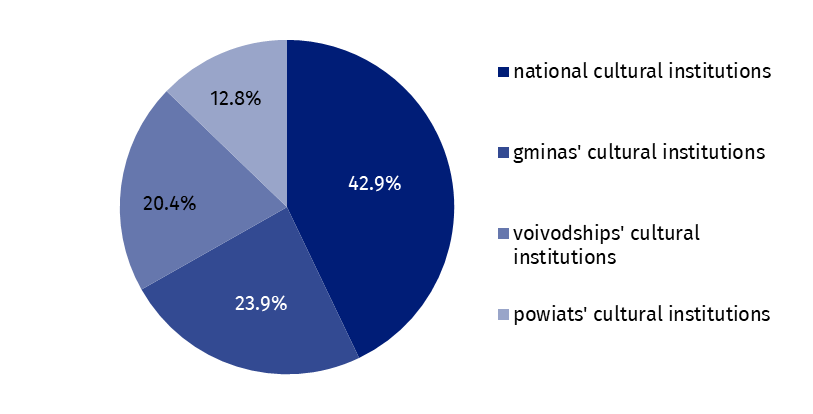 12.8%
42.9%
20.4%
23.9%
national cultural institutions
gminas' cultural institutions
voivodships' cultural
institutions
powiats' cultural institutions